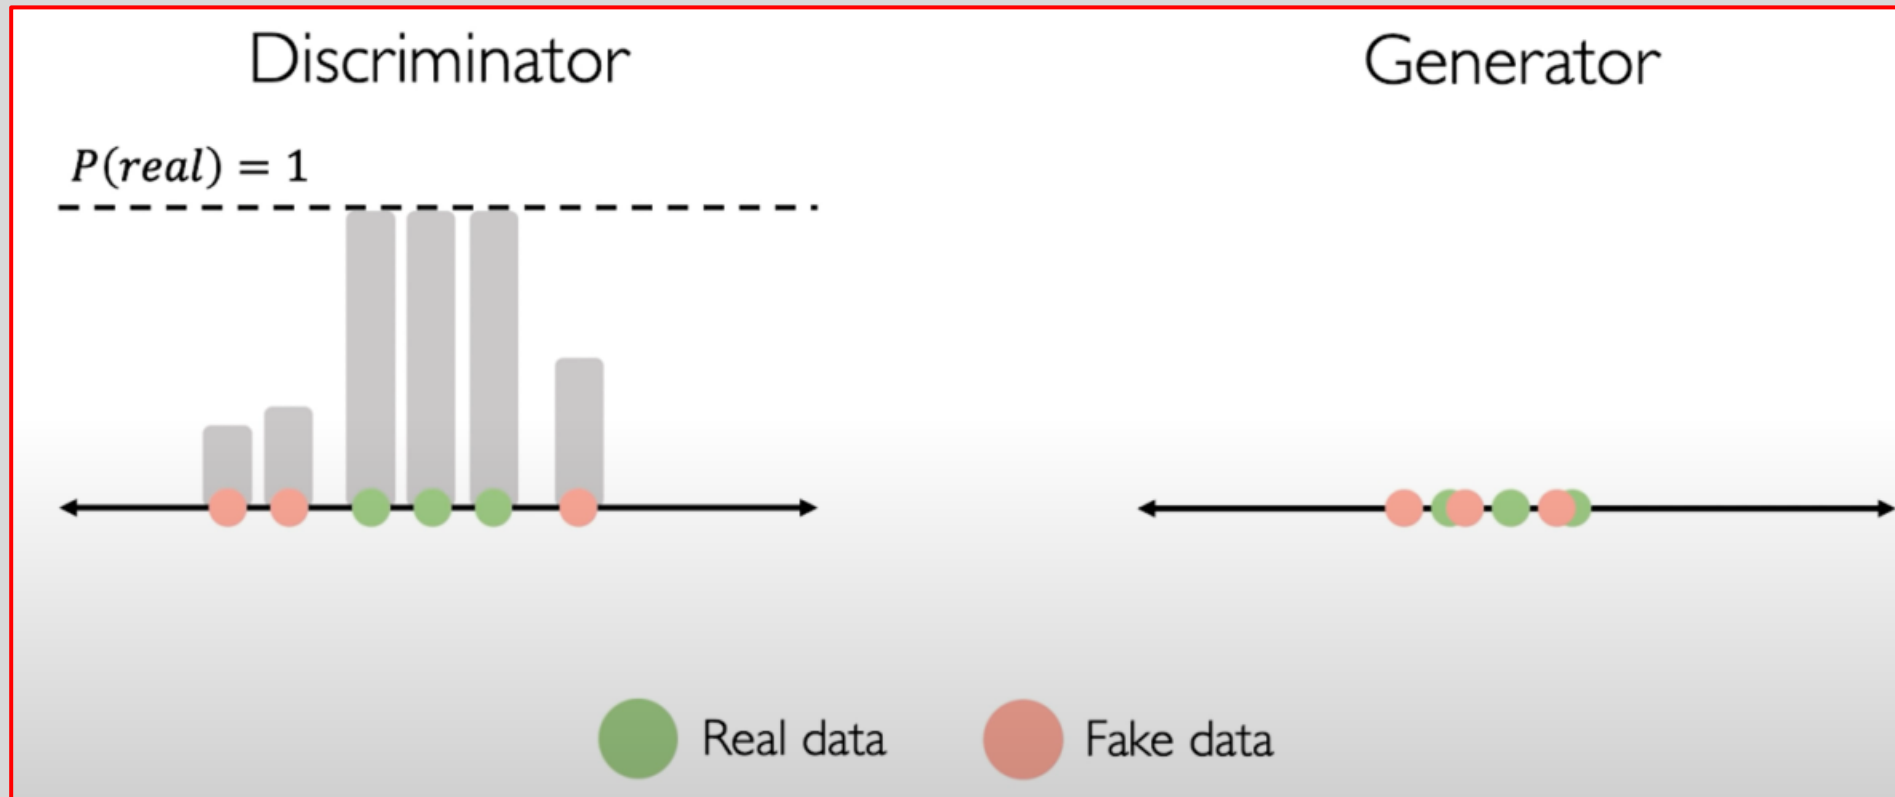 Discriminator
Generator
P(real) = 1
Real data
Fake data